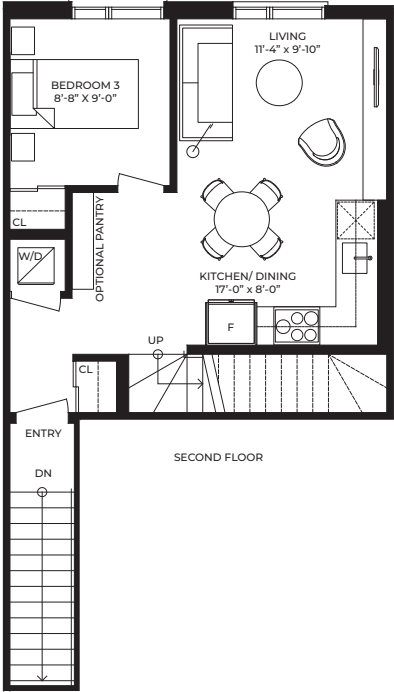 LIVING
11'-4" x 9'-10"
BEDROOM 3
8'-8" X 9'-0"
OPTIONAL PANTRY
CL
W/D
KITCHEN/ DINING
17'-0" x 8'-0"
F
UP
CL
ENTRY
DN
SECOND FLOOR